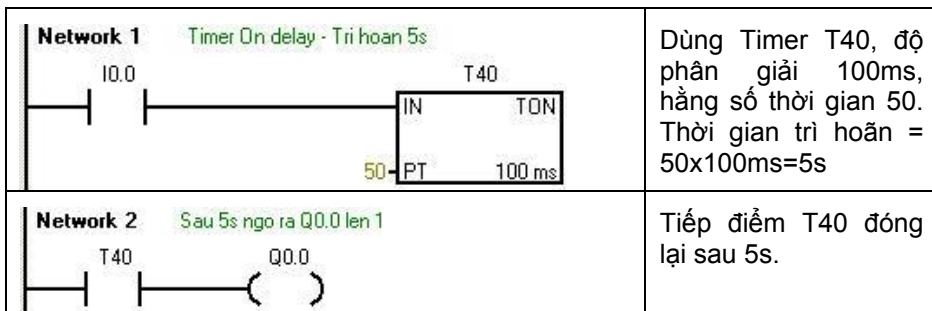 Network 1 Timer On delay - Tri hoan 5s
I0.0
T40
IN TON
50 PT 100 ms
Dùng Timer T40, độ
phân giải 100ms,
hằng số thời gian 50.
Thời gian trì hoãn =
50x100ms=5s
Network 2 Sau 5s ngo ra Q0.0 len 1
T40 Q0.0
Tiếp điểm T40 đóng
lại sau 5s.